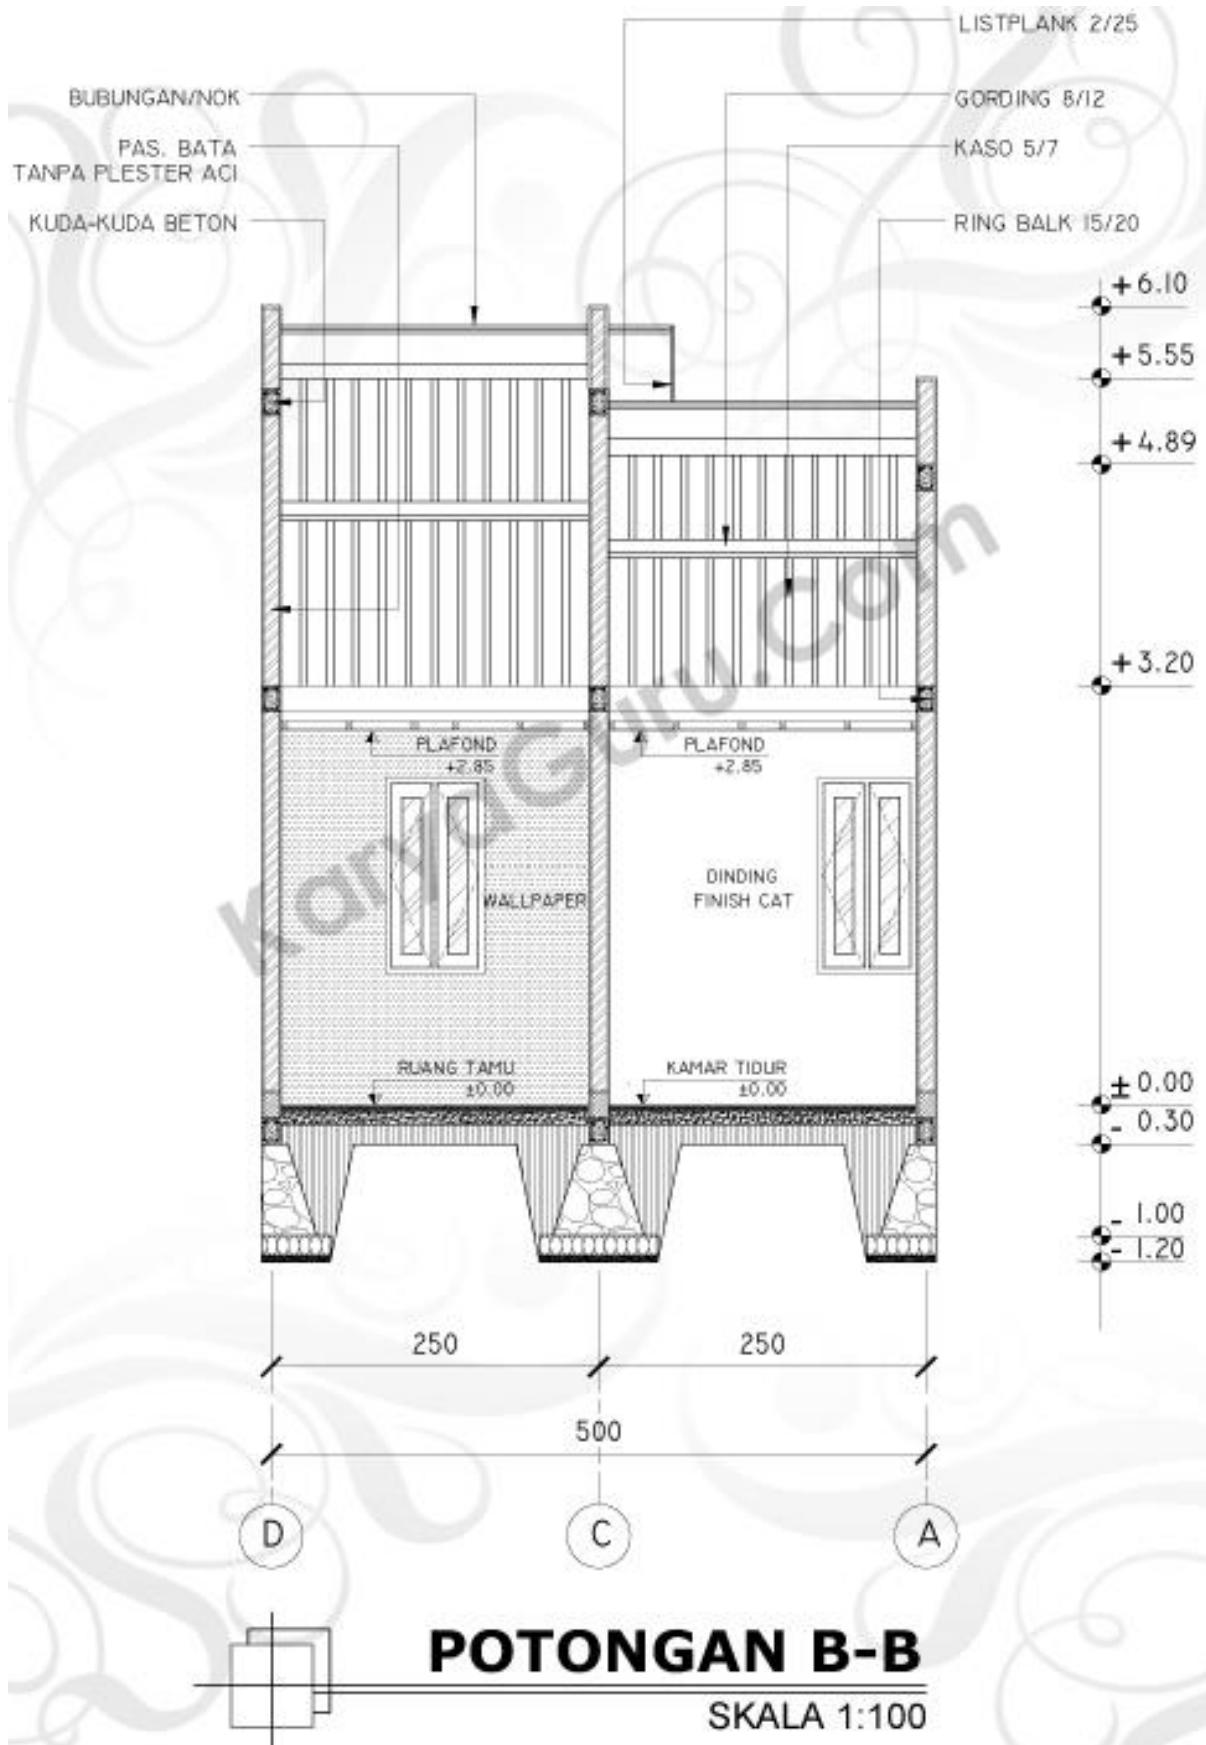 LISTPLANK 2/25
BUBUNGAN/NOK
GORDING 8/12
PAS. BATA
TANPA PLESTER ACI
KASO 5/7
KUDA-KUDA BETON
RING BALK 15/20
+6.10
+5.55
+4.89
+3.20
PLAFOND
+2.85
PLAFOND
+2.85
KaryaGuru.Com
WALLPAPER
DINDING
FINISH CAT
RUANG TAMU
±0.00
KAMAR TIDUR
±0.00
±0.00
- 0.30
- 1.00
- 1.20
250
250
500
D
C
A
POTONGAN B-B
SKALA 1:100